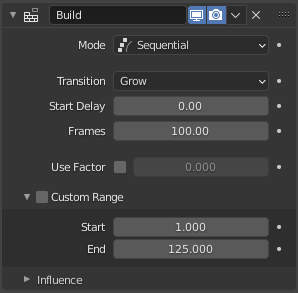 Build
Mode Sequential
Transition Grow
Start Delay 0.00
Frames 100.00
Use Factor 0.000
Custom Range
Start 1.000
End 125.000
Influence